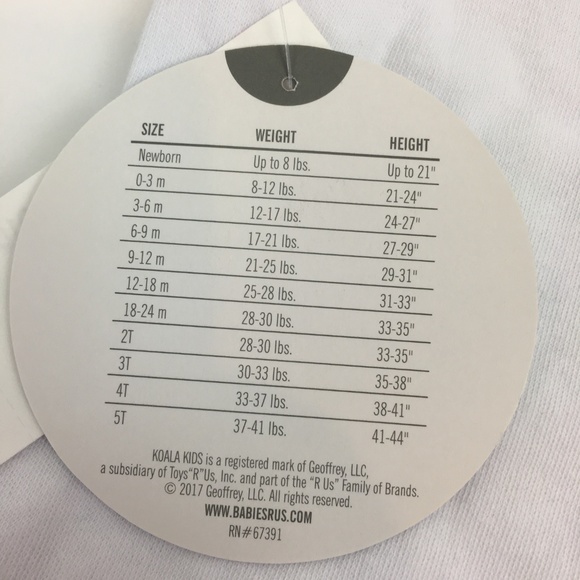 SIZE WEIGHT HEIGHT
Newborn Up to 8 lbs. Up to 21"
0-3 m 8-12 lbs. 21-24"
3-6 m 12-17 lbs. 24-27"
6-9 m 17-21 lbs. 27-29"
9-12 m 21-25 lbs. 29-31"
12-18 m 25-28 lbs. 31-33"
18-24 m 28-30 lbs. 33-35"
2T 28-30 lbs. 33-35"
3T 30-33 lbs. 35-38"
4T 33-37 lbs. 38-41"
5T 37-41 lbs. 41-44"
KOALA KIDS is a registered mark of Geoffrey, LLC,
a subsidiary of Toys"R"Us, Inc. and part of the "R Us" Family of Brands.
© 2017 Geoffrey, LLC. All rights reserved.
WWW.BABIESRUS.COM
RN#67391